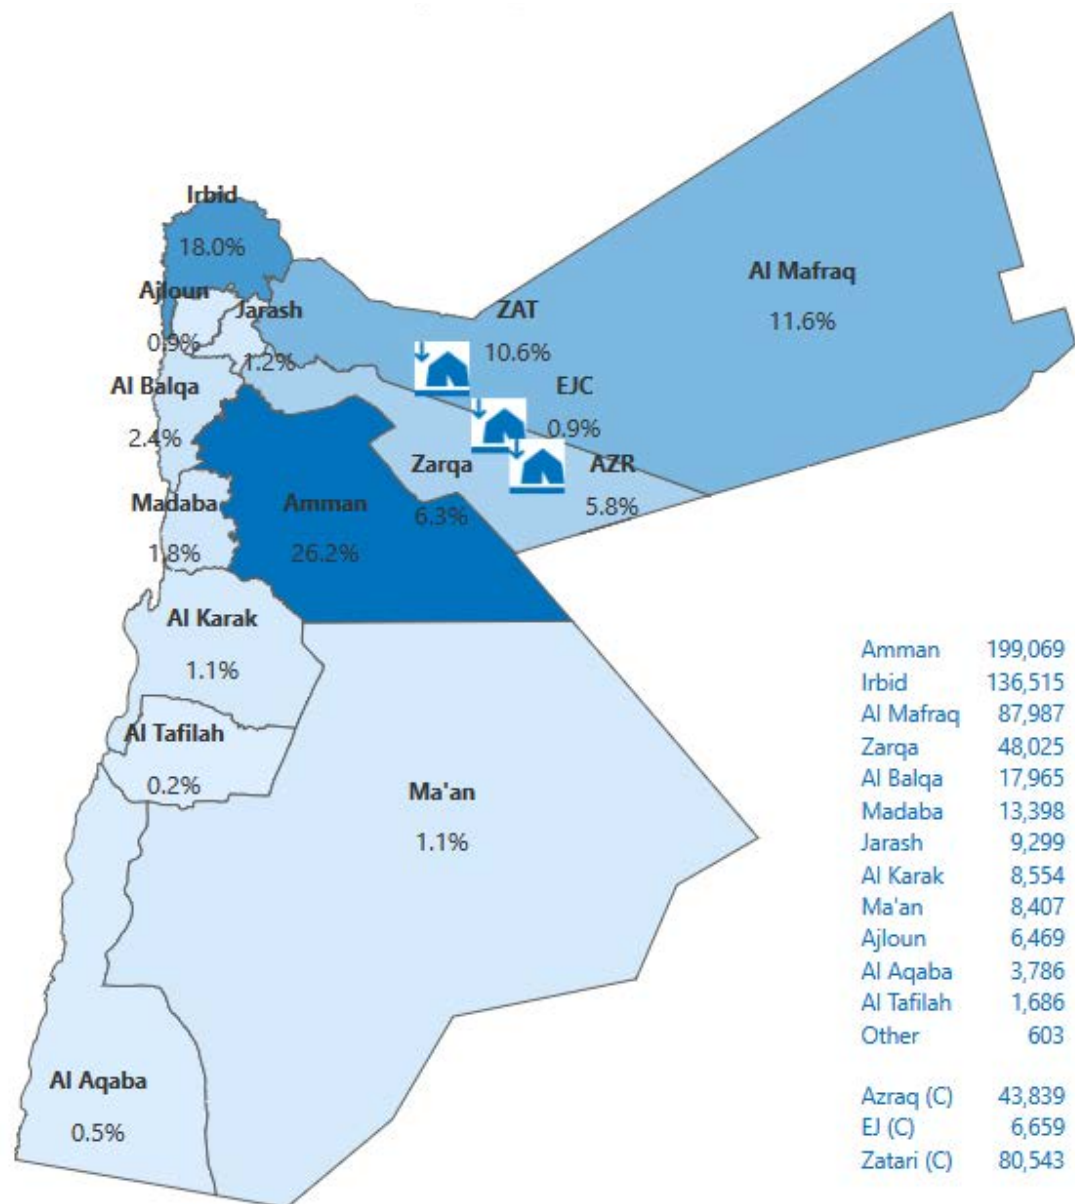 Irbid
18.0%
Ajloun
0.9%
Jarash
1.2%
Al Mafraq
11.6%
ZAT
10.6%
EJC
0.9%
Al Balqa
2.4%
Zarqa
6.3%
AZR
5.8%
Madaba
1.8%
Amman
26.2%
Al Karak
1.1%
Al Tafilah
0.2%
Ma'an
1.1%
Al Aqaba
0.5%
Amman 199,069
Irbid 136,515
Al Mafraq 87,987
Zarqa 48,025
Al Balqa 17,965
Madaba 13,398
Jarash 9,299
Al Karak 8,554
Ma'an 8,407
Ajloun 6,469
Al Aqaba 3,786
Al Tafilah 1,686
Other 603
Azraq (C) 43,839
EJ (C) 6,659
Zatari (C) 80,543